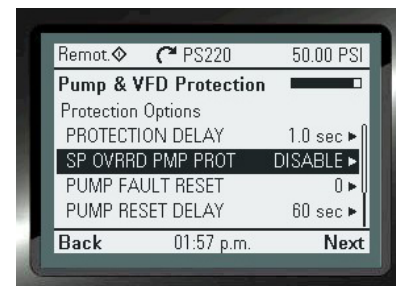 Remot. PS220 50.00 PSI
Pump & VFD Protection
Protection Options
PROTECTION DELAY 1.0 sec
SP OVRRD PMP PROT DISABLE
PUMP FAULT RESET 0
PUMP RESET DELAY 60 sec
Back 01:57 p.m. Next